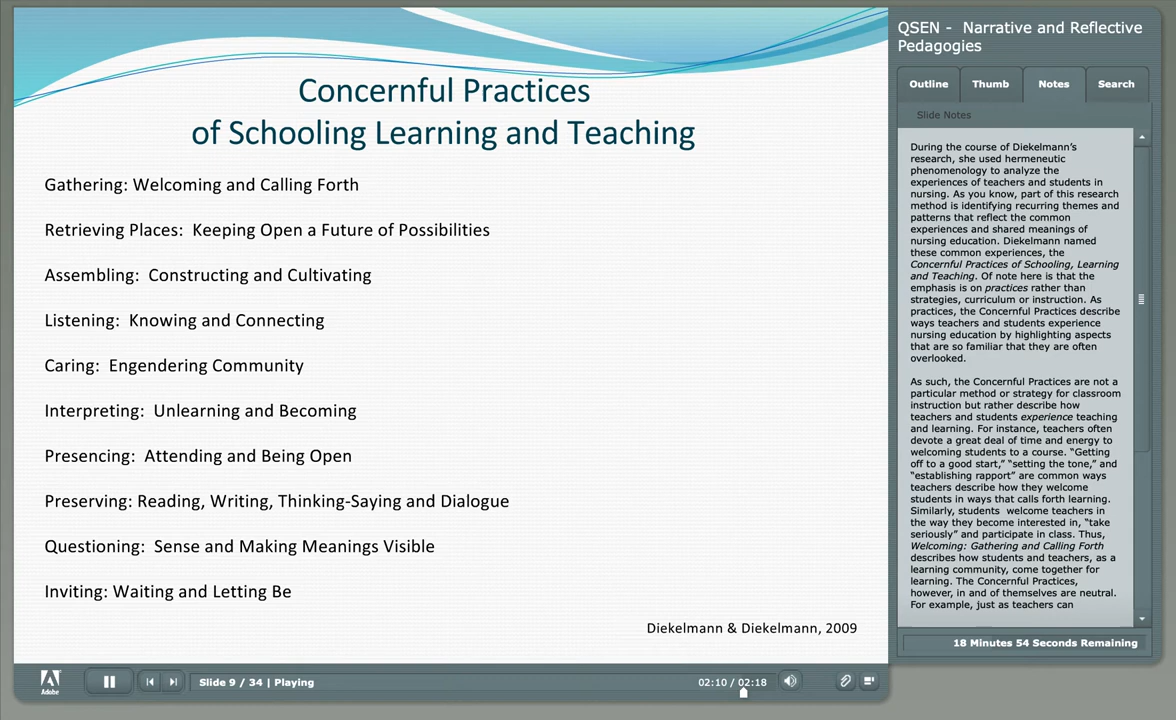 Concernful Practices
of Schooling Learning and Teaching
Gathering: Welcoming and Calling Forth
Retrieving Places: Keeping Open a Future of Possibilities
Assembling: Constructing and Cultivating
Listening: Knowing and Connecting
Caring: Engendering Community
Interpreting: Unlearning and Becoming
Presencing: Attending and Being Open
Preserving: Reading, Writing, Thinking-Saying and Dialogue
Questioning: Sense and Making Meanings Visible
Inviting: Waiting and Letting Be
Diekelmann & Diekelmann, 2009
Adobe
Slide 9 / 34 | Playing
02:10 / 02:18
QSEN - Narrative and Reflective
Pedagogies
Outline Thumb Notes Search
Slide Notes
During the course of Diekelmann's
research, she used hermeneutic
phenomenology to analyze the
experiences of teachers and students in
nursing. As you know, part of this research
method is identifying recurring themes and
patterns that reflect the common
experiences and shared meanings of
nursing education. Diekelmann named
these common experiences, the
Concernful Practices of Schooling, Learning
and Teaching. Of note here is that the
emphasis is on practices rather than
strategies, curriculum or instruction. As
practices, the Concernful Practices describe
ways teachers and students experience
nursing education by highlighting aspects
that are so familiar that they are often
overlooked.
As such, the Concernful Practices are not a
particular method or strategy for classroom
instruction but rather describe how
teachers and students experience teaching
and learning. For instance, teachers often
devote a great deal of time and energy to
welcoming students to a course. "Getting
off to a good start," "setting the tone," and
"establishing rapport" are common ways
teachers describe how they welcome
students in ways that calls forth learning.
Similarly, students welcome teachers in
the way they become interested in, "take
seriously" and participate in class. Thus,
Welcoming: Gathering and Calling Forth
describes how students and teachers, as a
learning community, come together for
learning. The Concernful Practices,
however, in and of themselves are neutral.
For example, just as teachers can
18 Minutes 54 Seconds Remaining